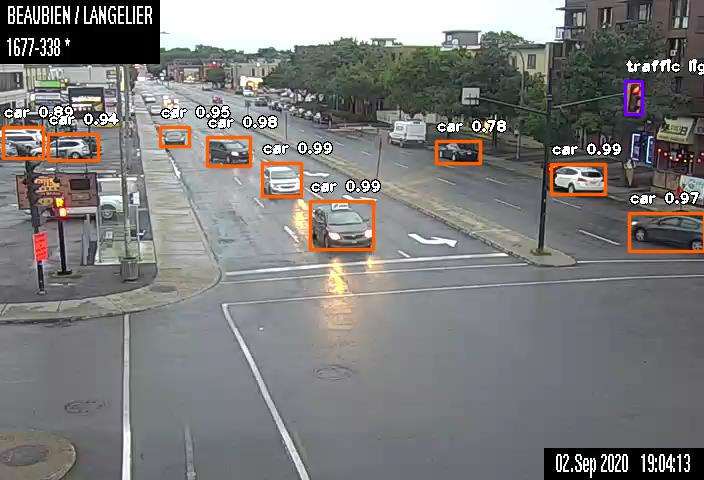 BEAUBIEN / LANGELIER
1677-338 *
traffic lig
car 0.89
car 0.94
car 0.95
car 0.98
car 0.99
car 0.99
car 0.78
car 0.99
car 0.97
02.Sep 2020 19:04:13